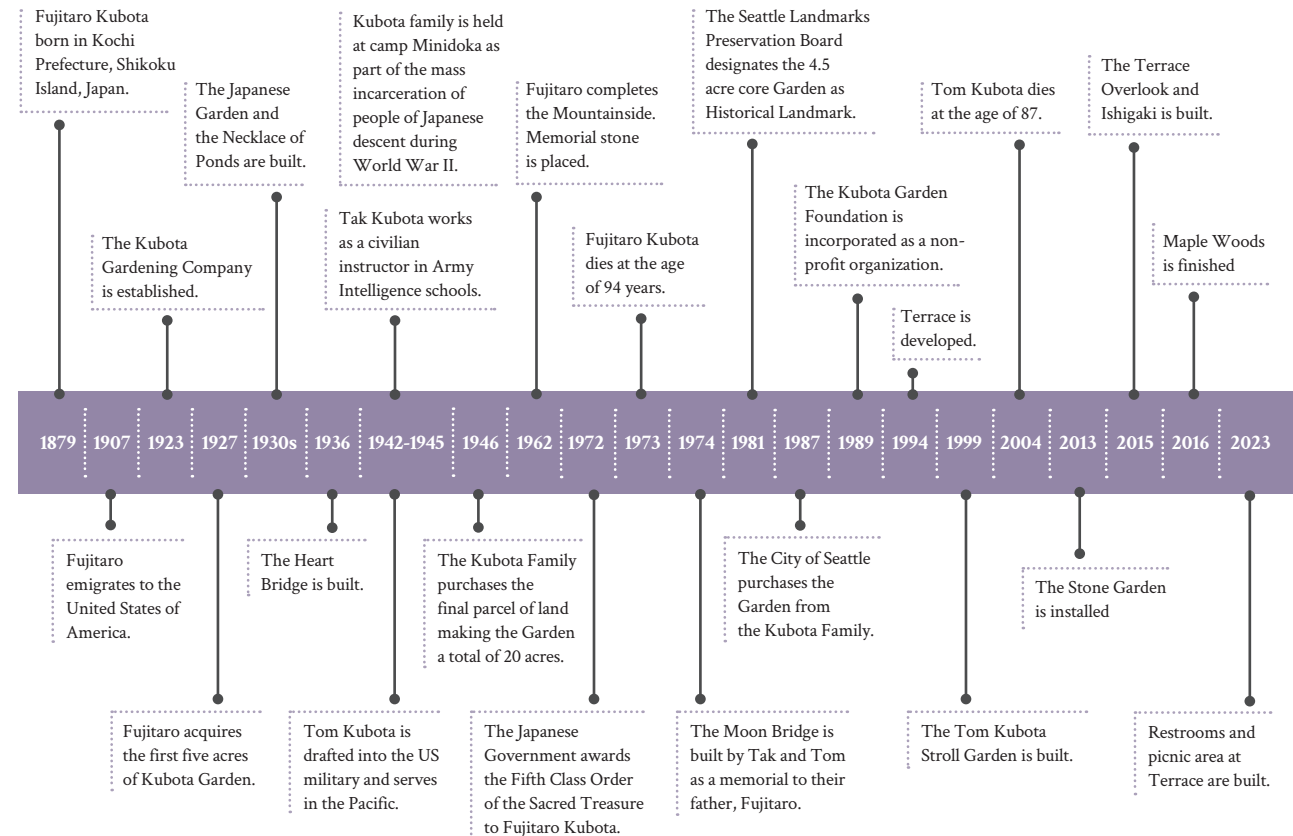 Fujitaro Kubota
born in Kochi
Prefecture, Shikoku
Island, Japan.
The Kubota
Gardening Company
is established.
The Japanese
Garden and
the Necklace of
Ponds are built.
Kubota family is held
at camp Minidoka as
part of the mass
incarceration of
people of Japanese
descent during
World War II.
Tak Kubota works
as a civilian
instructor in Army
Intelligence schools.
Fujitaro completes
the Mountainside.
Memorial stone
is placed.
Fujitaro Kubota
dies at the age
of 94 years.
The Seattle Landmarks
Preservation Board
designates the 4.5
acre core Garden as
Historical Landmark.
The Kubota Garden
Foundation is
incorporated as a non-
profit organization.
Terrace is
developed.
Tom Kubota dies
at the age of 87.
The Terrace
Overlook and
Ishigaki is built.
Maple Woods
is finished
1879 1907 1923 1927 1930s 1936 1942-1945 1946 1962 1972 1973 1974 1981 1987 1989 1994 1999 2004 2013 2015 2016 2023
Fujitaro
emigrates to the
United States of
America.
Fujitaro acquires
the first five acres
of Kubota Garden.
The Heart
Bridge is built.
Tom Kubota is
drafted into the US
military and serves
in the Pacific.
The Kubota Family
purchases the
final parcel of land
making the Garden
a total of 20 acres.
The Japanese
Government awards
the Fifth Class Order
of the Sacred Treasure
to Fujitaro Kubota.
The Moon Bridge is
built by Tak and Tom
as a memorial to their
father, Fujitaro.
The City of Seattle
purchases the
Garden from
the Kubota Family.
The Tom Kubota
Stroll Garden is built.
The Stone Garden
is installed
Restrooms and
picnic area at
Terrace are built.